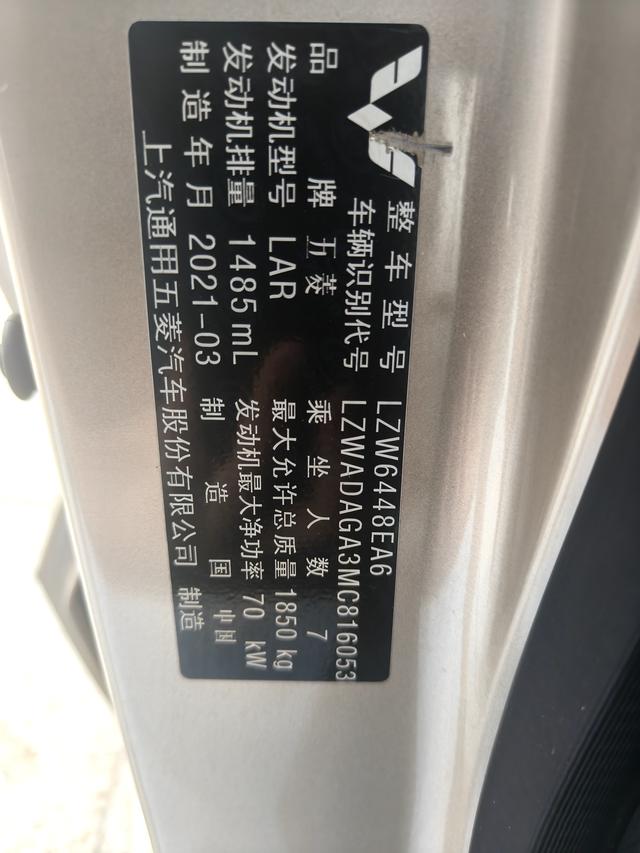 整车型号 LZW6448EA6
车辆识别代号 LZWADAGA3MC816053
品牌 五菱 乘坐人数 7
发动机型号 LAR 最大允许总质量 1850 kg
发动机排量 1485 mL 发动机最大净功率 70 kW
制造年月 2021-03 制造国 中国
上汽通用五菱汽车股份有限公司 制造